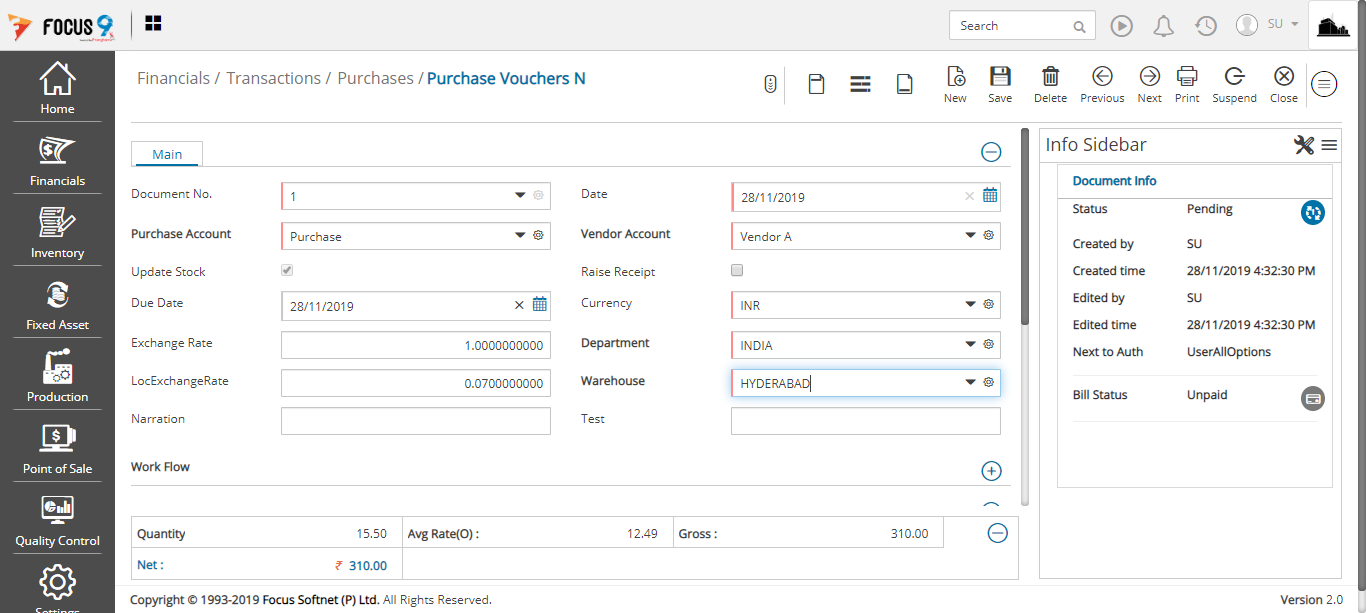 FOCUS 9
Search
SU
Home
Financials
Inventory
Fixed Asset
Production
Point of Sale
Quality Control
Settings
Financials / Transactions / Purchases / Purchase Vouchers N
New Save Delete Previous Next Print Suspend Close
Main
Document No. 1 Date 28/11/2019
Purchase Account Purchase Vendor Account Vendor A
Update Stock Raise Receipt
Due Date 28/11/2019 Currency INR
Exchange Rate 1.0000000000 Department INDIA
LocExchangeRate 0.0700000000 Warehouse HYDERABAD
Narration Test
Work Flow
Quantity 15.50 Avg Rate(O) : 12.49 Gross : 310.00
Net : ₹ 310.00
Info Sidebar
Document Info
Status Pending
Created by SU
Created time 28/11/2019 4:32:30 PM
Edited by SU
Edited time 28/11/2019 4:32:30 PM
Next to Auth UserAllOptions
Bill Status Unpaid
Copyright © 1993-2019 Focus Softnet (P) Ltd. All Rights Reserved. Version 2.0